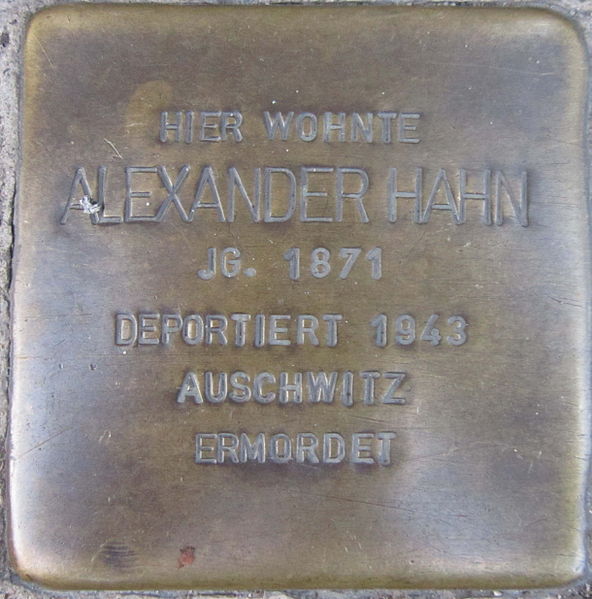 HIER WOHNTE
ALEXANDER HAHN
JG. 1871
DEPORTIERT 1943
AUSCHWITZ
ERMORDET